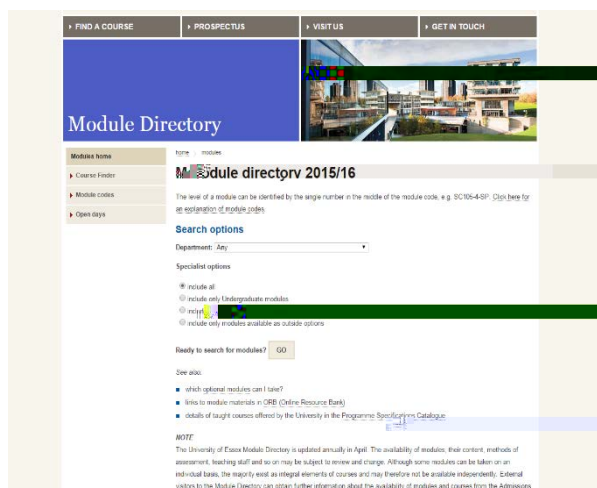 FIND A COURSE
PROSPECTUS
VISIT US
GET IN TOUCH
Module Directory
Modules home
Course Finder
Module codes
Open days
home modules
Module directory 2015/16
The level of a module can be identified by the single number in the middle of the module code, e.g. SC105-4-SP. Click here for
an explanation of module codes.
Search options
Department: Any
Specialist options
include all
include only Undergraduate modules
include only modules available as outside options
Ready to search for modules? GO
See also:
which optional modules can I take?
links to module materials in ORB (Online Resource Bank)
details of taught courses offered by the University in the Programme Specifications Catalogue
NOTE
The University of Essex Module Directory is updated annually in April. The availability of modules, their content, methods of
assessment, teaching staff and so on may be subject to review and change. Although some modules can be taken on an
individual basis, the majority exist as integral elements of courses and may therefore not be available independently. External
visitors to the Module Directory can obtain further information about the availability of modules and courses from the Admissions